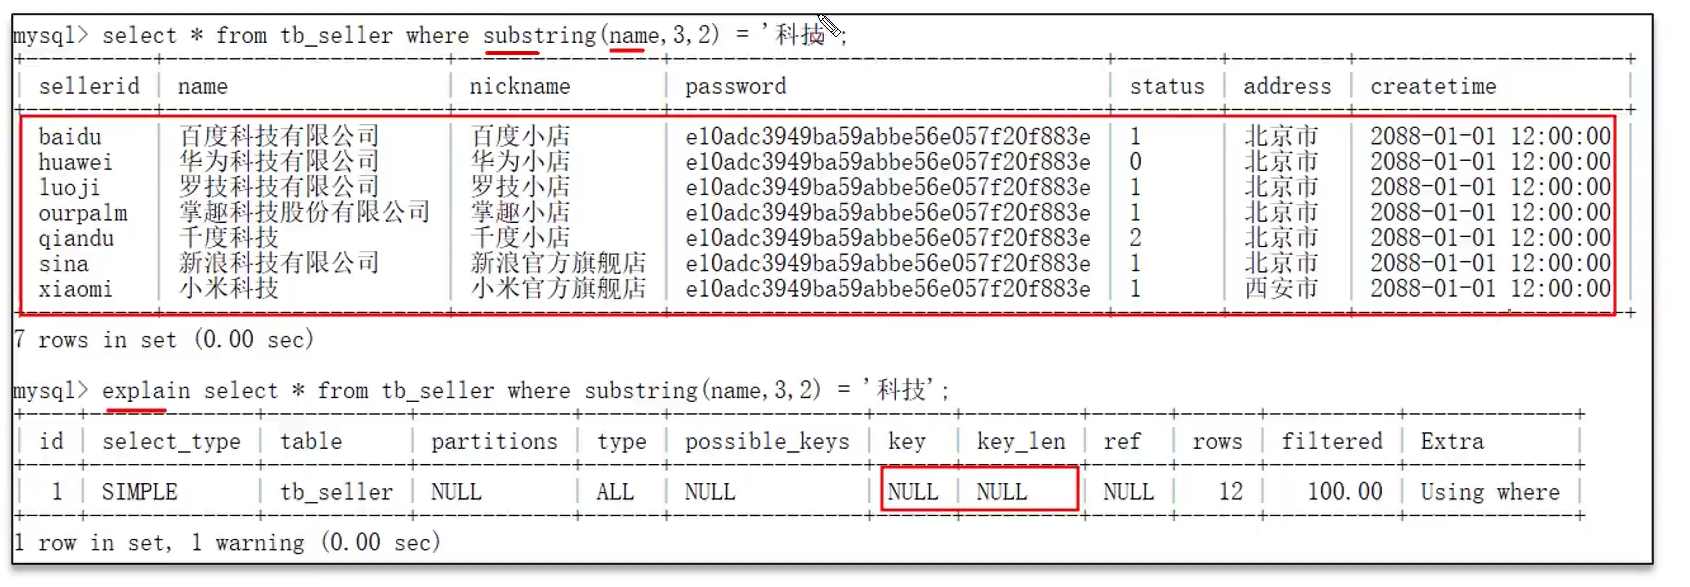 mysql> select * from tb_seller where substring(name,3,2) = '科技';
sellerid | name | nickname | password | status | address | createtime
baidu | 百度科技有限公司 | 百度小店 | e10adc3949ba59abbe56e057f20f883e | 1 | 北京市 | 2088-01-01 12:00:00
huawei | 华为科技有限公司 | 华为小店 | e10adc3949ba59abbe56e057f20f883e | 0 | 北京市 | 2088-01-01 12:00:00
luoji | 罗技科技有限公司 | 罗技小店 | e10adc3949ba59abbe56e057f20f883e | 1 | 北京市 | 2088-01-01 12:00:00
ourpalm | 掌趣科技股份有限公司 | 掌趣小店 | e10adc3949ba59abbe56e057f20f883e | 1 | 北京市 | 2088-01-01 12:00:00
qiandu | 千度科技 | 千度小店 | e10adc3949ba59abbe56e057f20f883e | 2 | 北京市 | 2088-01-01 12:00:00
sina | 新浪科技有限公司 | 新浪官方旗舰店 | e10adc3949ba59abbe56e057f20f883e | 1 | 北京市 | 2088-01-01 12:00:00
xiaomi | 小米科技 | 小米官方旗舰店 | e10adc3949ba59abbe56e057f20f883e | 1 | 西安市 | 2088-01-01 12:00:00
7 rows in set (0.00 sec)
mysql> explain select * from tb_seller where substring(name,3,2) = '科技';
id | select_type | table | partitions | type | possible_keys | key | key_len | ref | rows | filtered | Extra
1 | SIMPLE | tb_seller | NULL | ALL | NULL | NULL | NULL | NULL | 12 | 100.00 | Using where
1 row in set, 1 warning (0.00 sec)